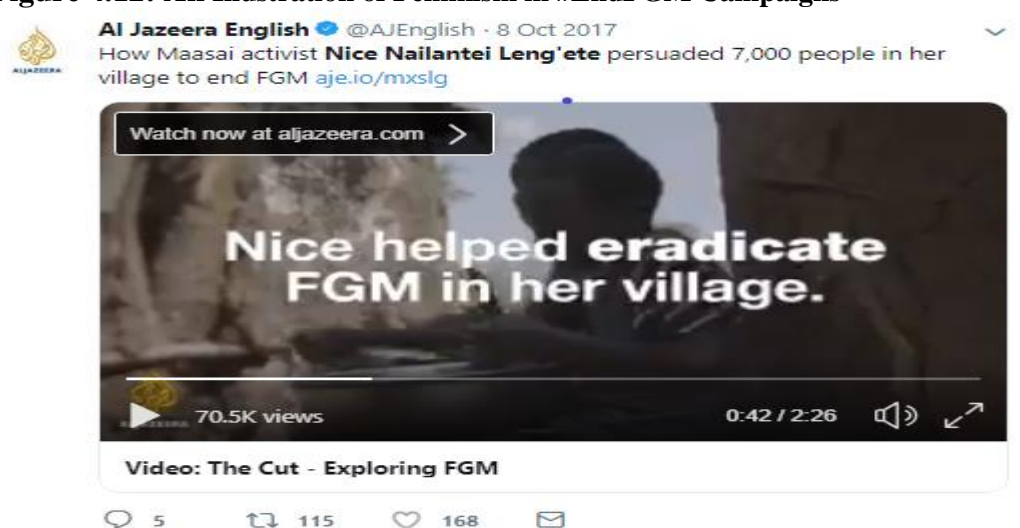 Al Jazeera English @AJEnglish · 8 Oct 2017
How Maasai activist Nice Nailantei Leng'ete persuaded 7,000 people in her
village to end FGM aje.io/mxslg
ALJAZEERA
Watch now at aljazeera.com
Nice helped eradicate
FGM in her village.
70.5K views
0:42 / 2:26
Video: The Cut - Exploring FGM
5
115
168